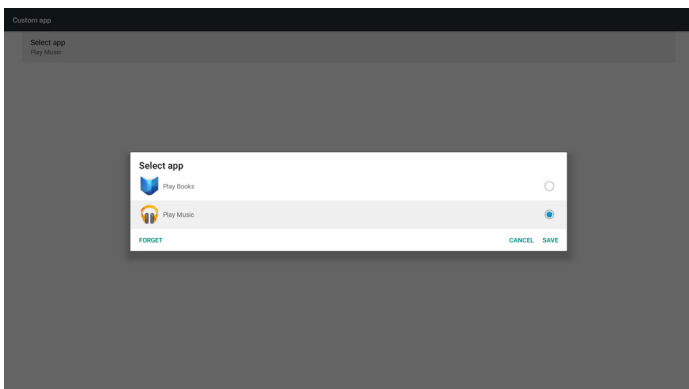 Custom app
Select app
Play Music
Select app
Play Books
Play Music
FORGET
CANCEL SAVE